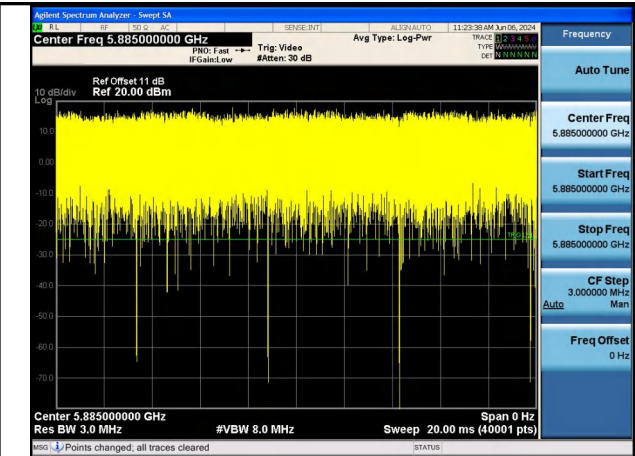 Agilent Spectrum Analyzer - Swept SA
RL RF 50 Ω AC SENSE:INT ALIGN AUTO 11:23:38 AM Jun 06, 2024
Center Freq 5.885000000 GHz
PNO: Fast
IFGain:Low
Trig: Video
#Atten: 30 dB
Avg Type: Log-Pwr
TRACE 1 2 3 4 5 6
TYPE WWWWWW
DET N N N N N N
Ref Offset 11 dB
10 dB/div Ref 20.00 dBm
Log
10.0
0.00
-10.0
-20.0
-30.0
-40.0
-50.0
-60.0
-70.0
Center 5.885000000 GHz
Span 0 Hz
Res BW 3.0 MHz
#VBW 8.0 MHz
Sweep 20.00 ms (40001 pts)
MSG Points changed; all traces cleared
STATUS
Frequency
Auto Tune
Center Freq
5.885000000 GHz
Start Freq
5.885000000 GHz
Stop Freq
5.885000000 GHz
CF Step
3.000000 MHz
Auto Man
Freq Offset
0 Hz